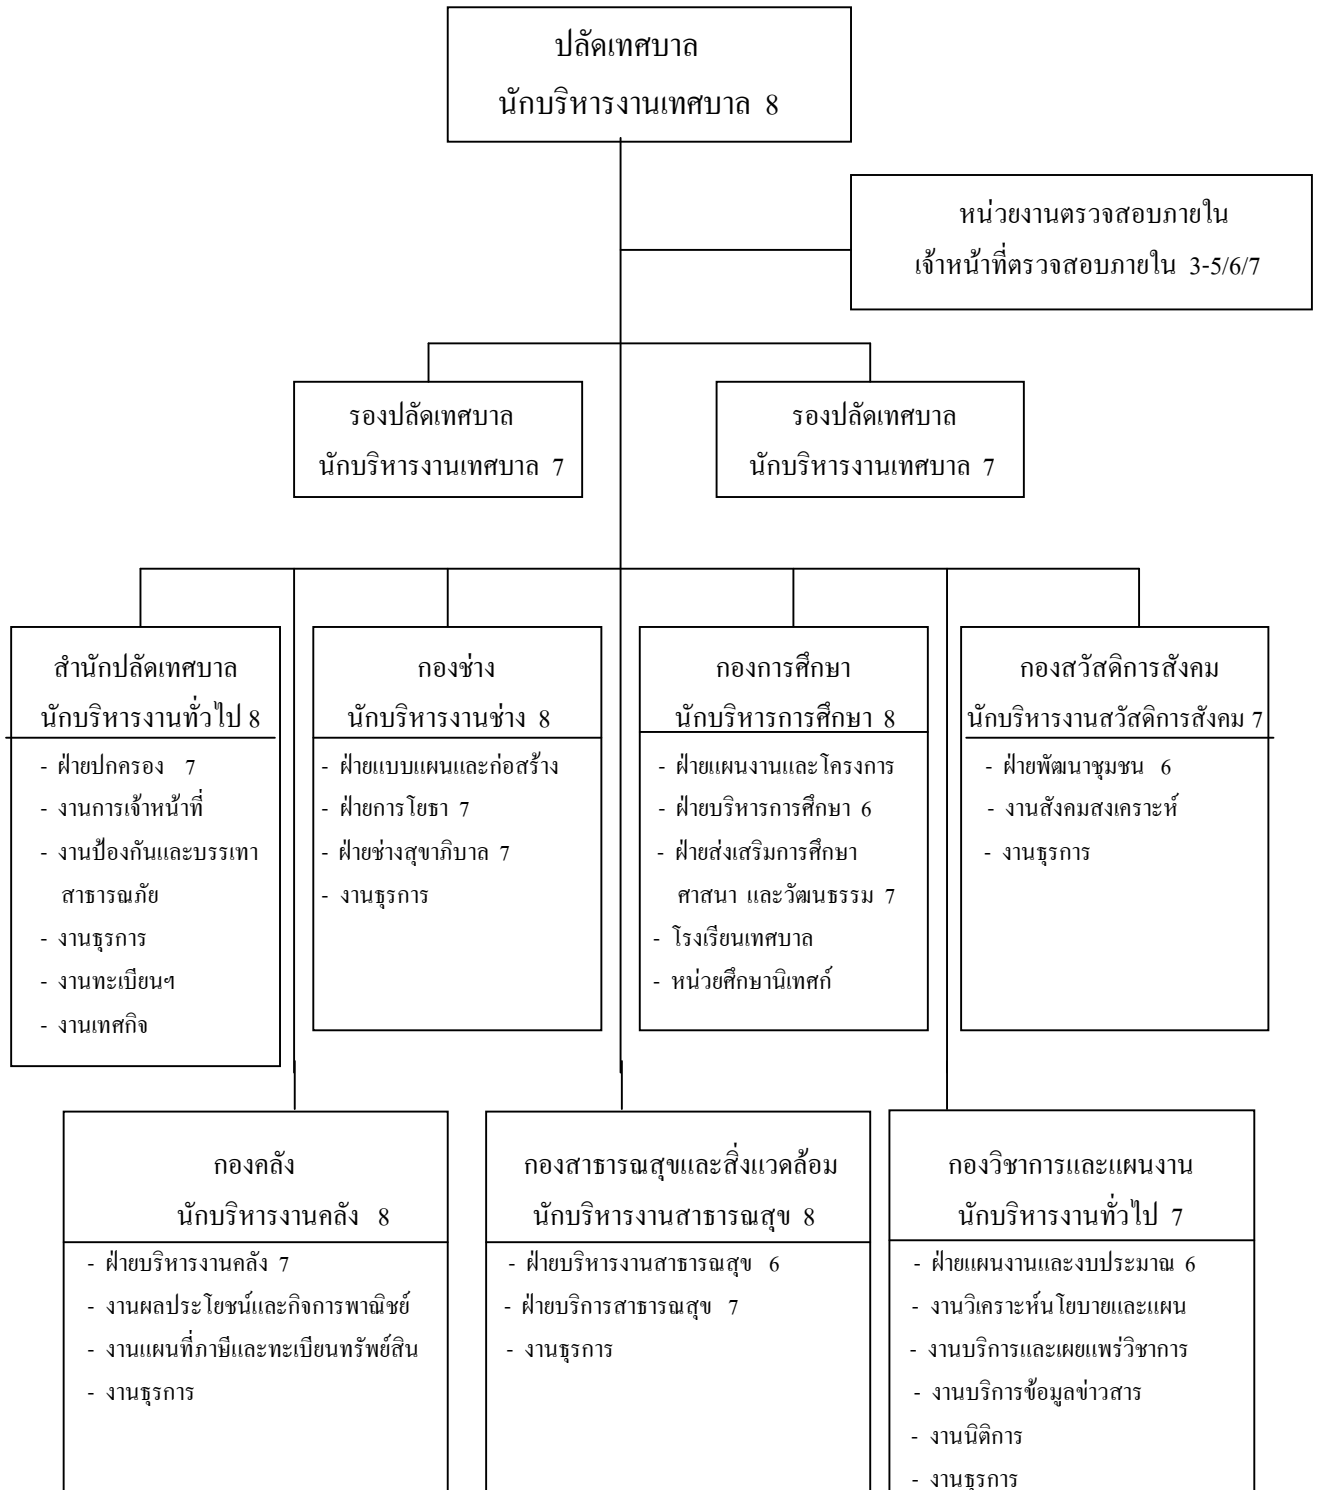 ปลัดเทศบาล
นักบริหารงานเทศบาล 8
หน่วยงานตรวจสอบภายใน
เจ้าหน้าที่ตรวจสอบภายใน 3-5/6/7
รองปลัดเทศบาล
นักบริหารงานเทศบาล 7
รองปลัดเทศบาล
นักบริหารงานเทศบาล 7
สำนักปลัดเทศบาล
นักบริหารงานทั่วไป 8
- ฝ่ายปกครอง 7
- งานการเจ้าหน้าที่
- งานป้องกันและบรรเทา
สาธารณภัย
- งานธุรการ
- งานทะเบียนฯ
- งานเทศกิจ
กองช่าง
นักบริหารงานช่าง 8
- ฝ่ายแบบแผนและก่อสร้าง
- ฝ่ายการโยธา 7
- ฝ่ายช่างสุขาภิบาล 7
- งานธุรการ
กองการศึกษา
นักบริหารการศึกษา 8
- ฝ่ายแผนงานและโครงการ
- ฝ่ายบริหารการศึกษา 6
- ฝ่ายส่งเสริมการศึกษา
ศาสนา และวัฒนธรรม 7
- โรงเรียนเทศบาล
- หน่วยศึกษานิเทศก์
กองสวัสดิการสังคม
นักบริหารงานสวัสดิการสังคม 7
- ฝ่ายพัฒนาชุมชน 6
- งานสังคมสงเคราะห์
- งานธุรการ
กองคลัง
นักบริหารงานคลัง 8
- ฝ่ายบริหารงานคลัง 7
- งานผลประโยชน์และกิจการพาณิชย์
- งานแผนที่ภาษีและทะเบียนทรัพย์สิน
- งานธุรการ
กองสาธารณสุขและสิ่งแวดล้อม
นักบริหารงานสาธารณสุข 8
- ฝ่ายบริหารงานสาธารณสุข 6
- ฝ่ายบริการสาธารณสุข 7
- งานธุรการ
กองวิชาการและแผนงาน
นักบริหารงานทั่วไป 7
- ฝ่ายแผนงานและงบประมาณ 6
- งานวิเคราะห์นโยบายและแผน
- งานบริการและเผยแพร่วิชาการ
- งานบริการข้อมูลข่าวสาร
- งานนิติการ
- งานธุรการ